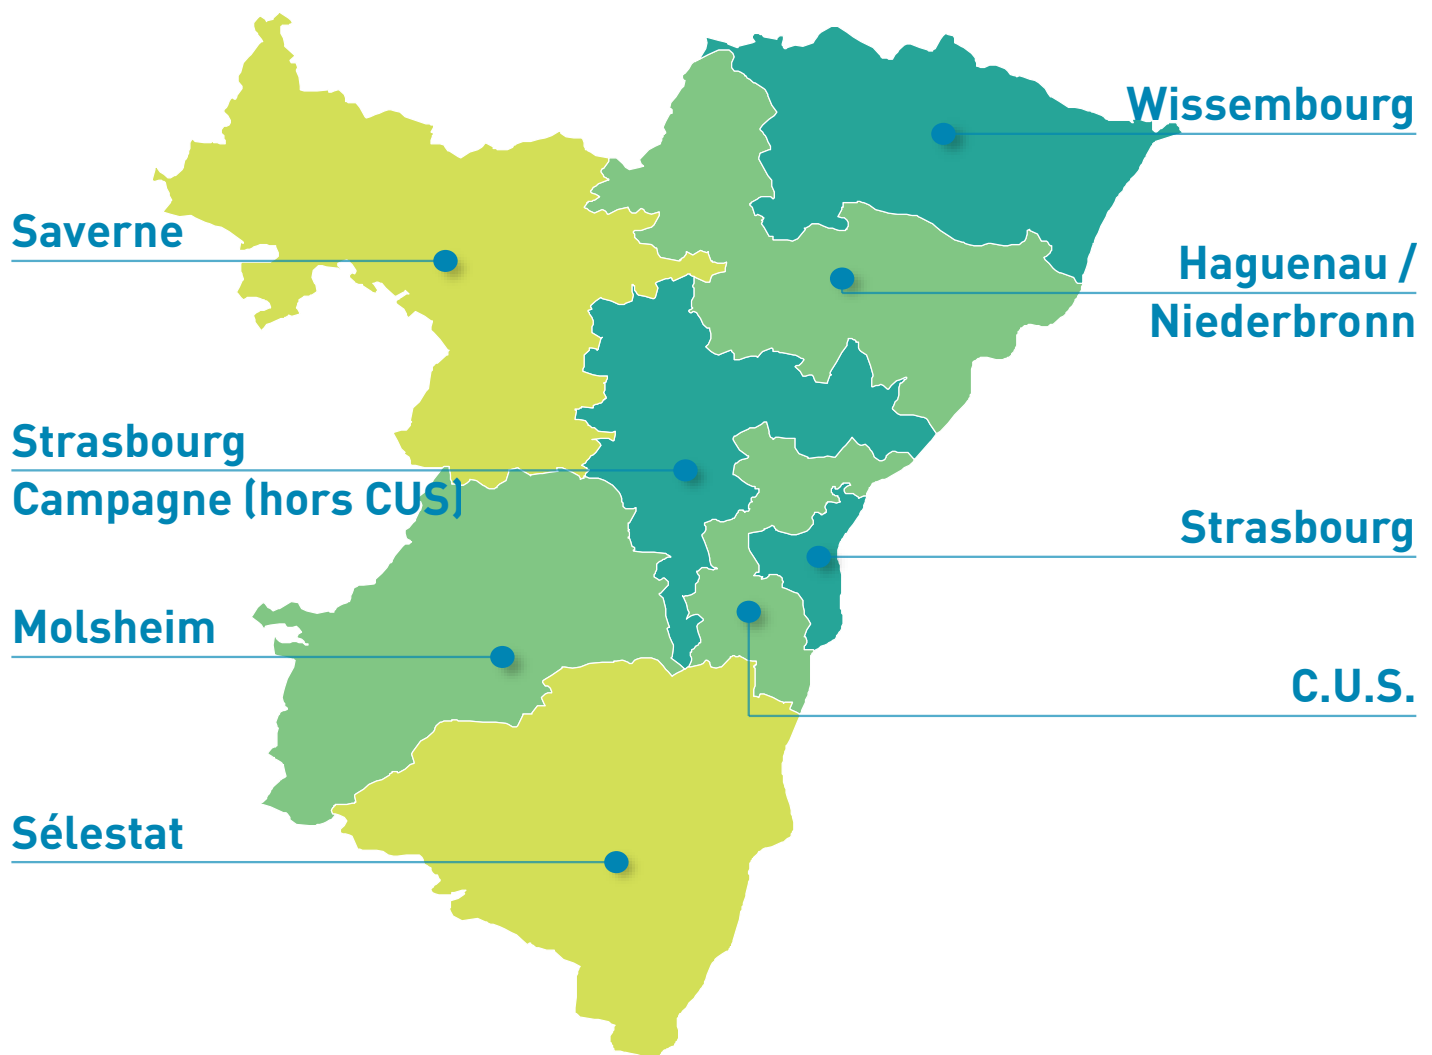 Wissembourg
Saverne
Haguenau /
Niederbronn
Strasbourg
Campagne (hors CUS)
Strasbourg
Molsheim
C.U.S.
Sélestat